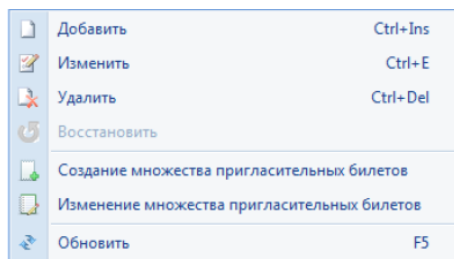 Добавить Ctrl+Ins
Изменить Ctrl+E
Удалить Ctrl+Del
Восстановить
Создание множества пригласительных билетов
Изменение множества пригласительных билетов
Обновить F5